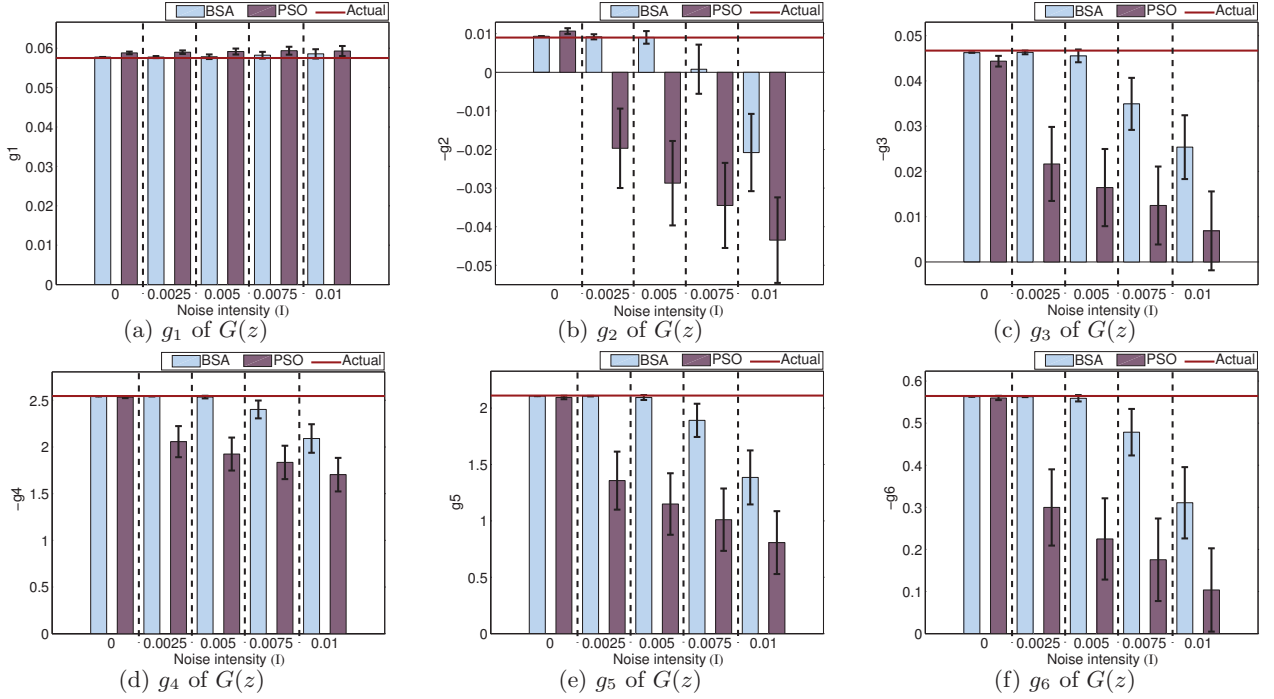 BSA PSO Actual
0.06
0.05
0.04
0.03
0.02
0.01
0
g1
0 0.0025 0.005 0.0075 0.01
Noise intensity (I)
(a) g1 of G(z)
BSA PSO Actual
0.01
0
−0.01
−0.02
−0.03
−0.04
−0.05
-g2
0 0.0025 0.005 0.0075 0.01
Noise intensity (I)
(b) g2 of G(z)
BSA PSO Actual
0.05
0.04
0.03
0.02
0.01
0
-g3
0 0.0025 0.005 0.0075 0.01
Noise intensity (I)
(c) g3 of G(z)
BSA PSO Actual
2.5
2
1.5
1
0.5
0
-g4
0 0.0025 0.005 0.0075 0.01
Noise intensity (I)
(d) g4 of G(z)
BSA PSO Actual
2
1.5
1
0.5
0
g5
0 0.0025 0.005 0.0075 0.01
Noise intensity (I)
(e) g5 of G(z)
BSA PSO Actual
0.6
0.5
0.4
0.3
0.2
0.1
0
-g6
0 0.0025 0.005 0.0075 0.01
Noise intensity (I)
(f) g6 of G(z)